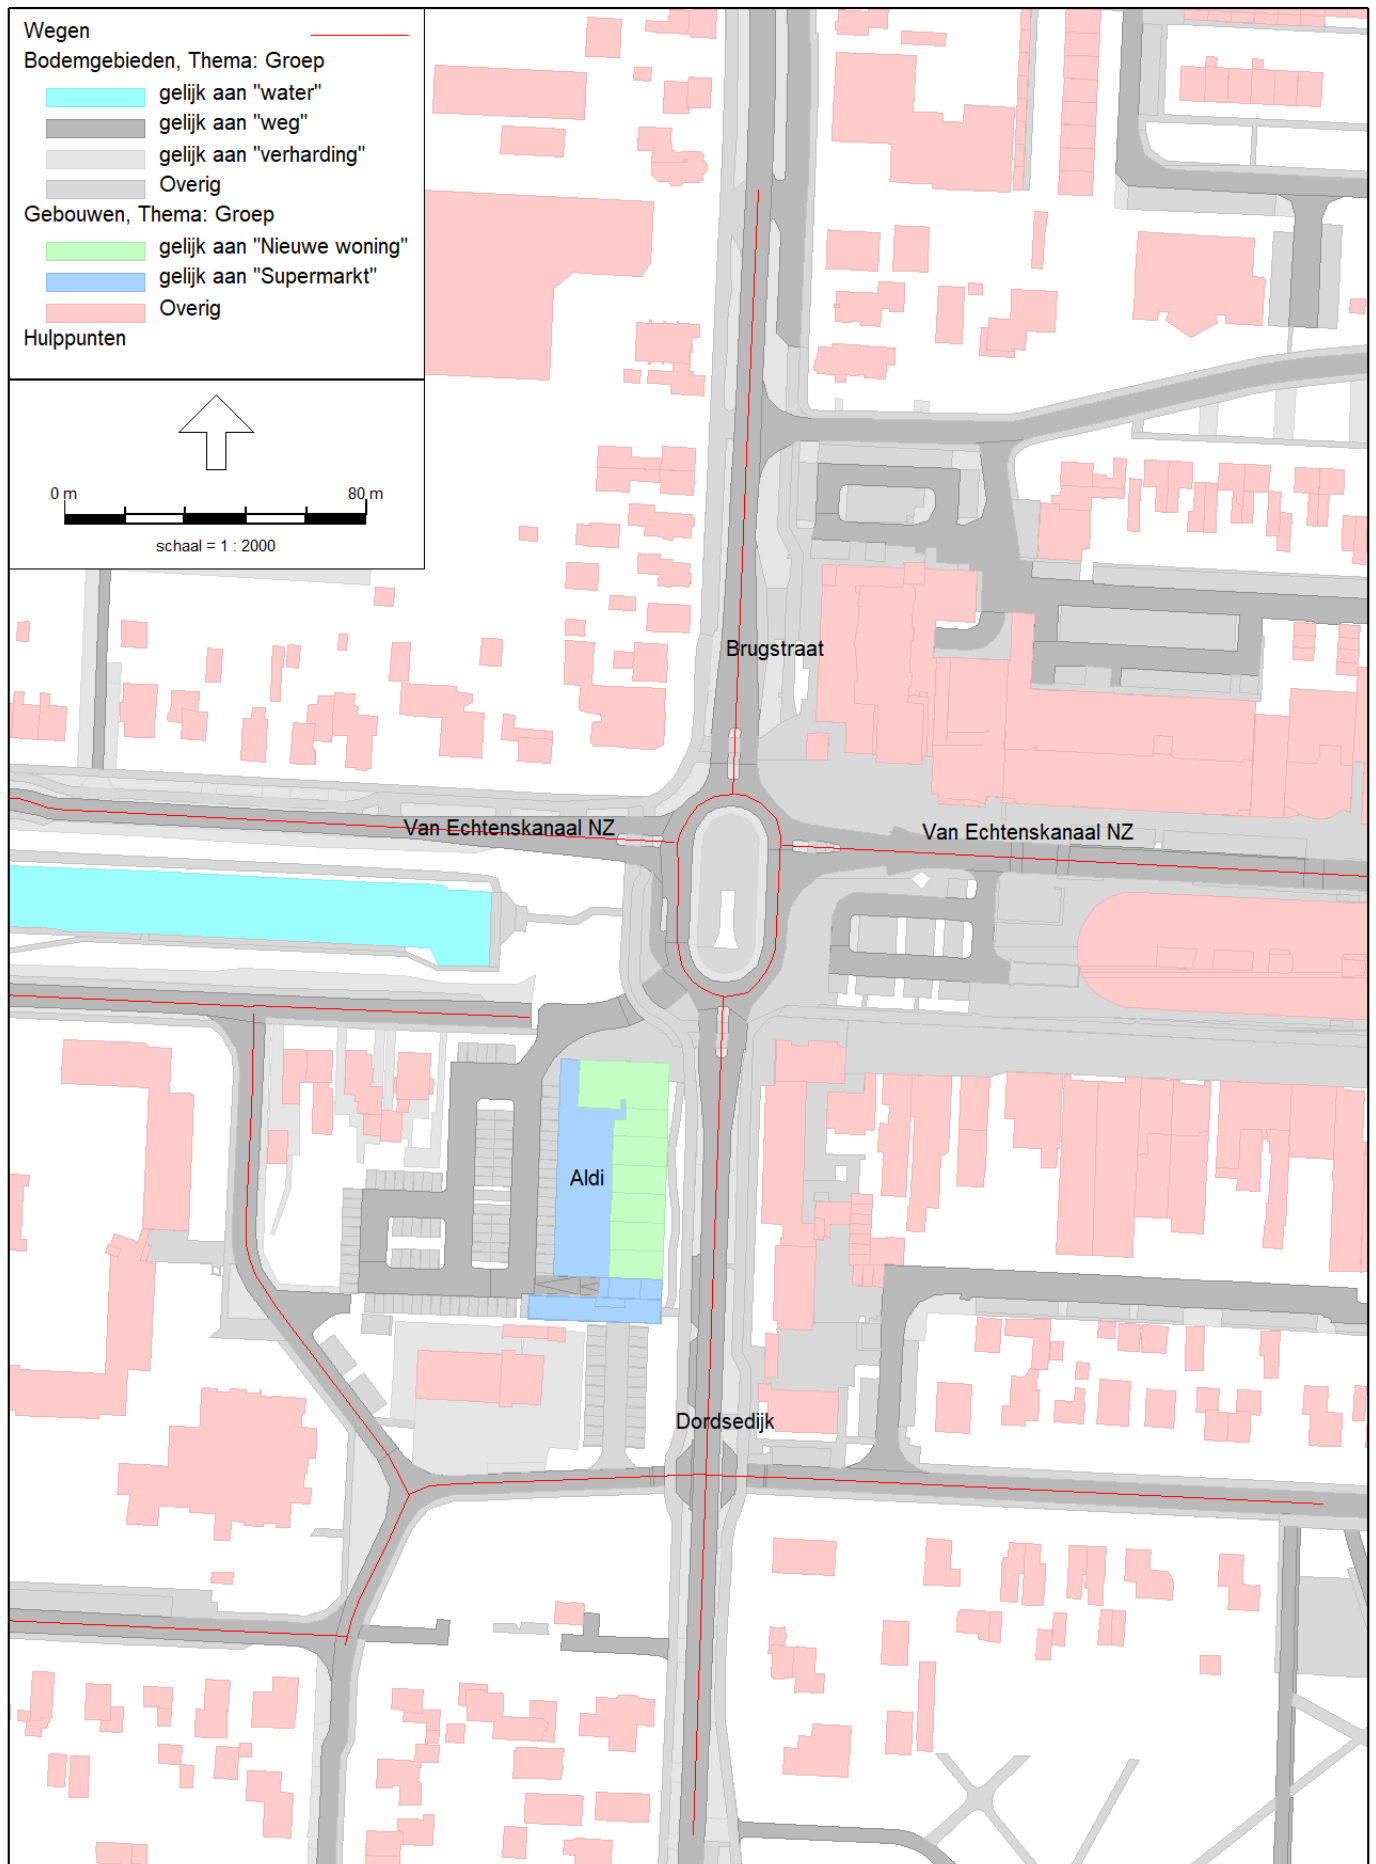 Wegen
Bodemgebieden, Thema: Groep
gelijk aan "water"
gelijk aan "weg"
gelijk aan "verharding"
Overig
Gebouwen, Thema: Groep
gelijk aan "Nieuwe woning"
gelijk aan "Supermarkt"
Overig
Hulppunten
0 m 80 m
schaal = 1 : 2000
Brugstraat
Van Echtenskanaal NZ
Van Echtenskanaal NZ
Aldi
Dordsedijk